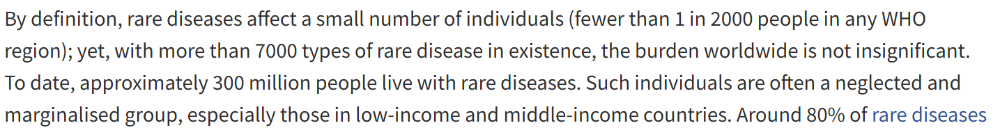 By definition, rare diseases affect a small number of individuals (fewer than 1 in 2000 people in any WHO
region); yet, with more than 7000 types of rare disease in existence, the burden worldwide is not insignificant.
To date, approximately 300 million people live with rare diseases. Such individuals are often a neglected and
marginalised group, especially those in low-income and middle-income countries. Around 80% of rare diseases